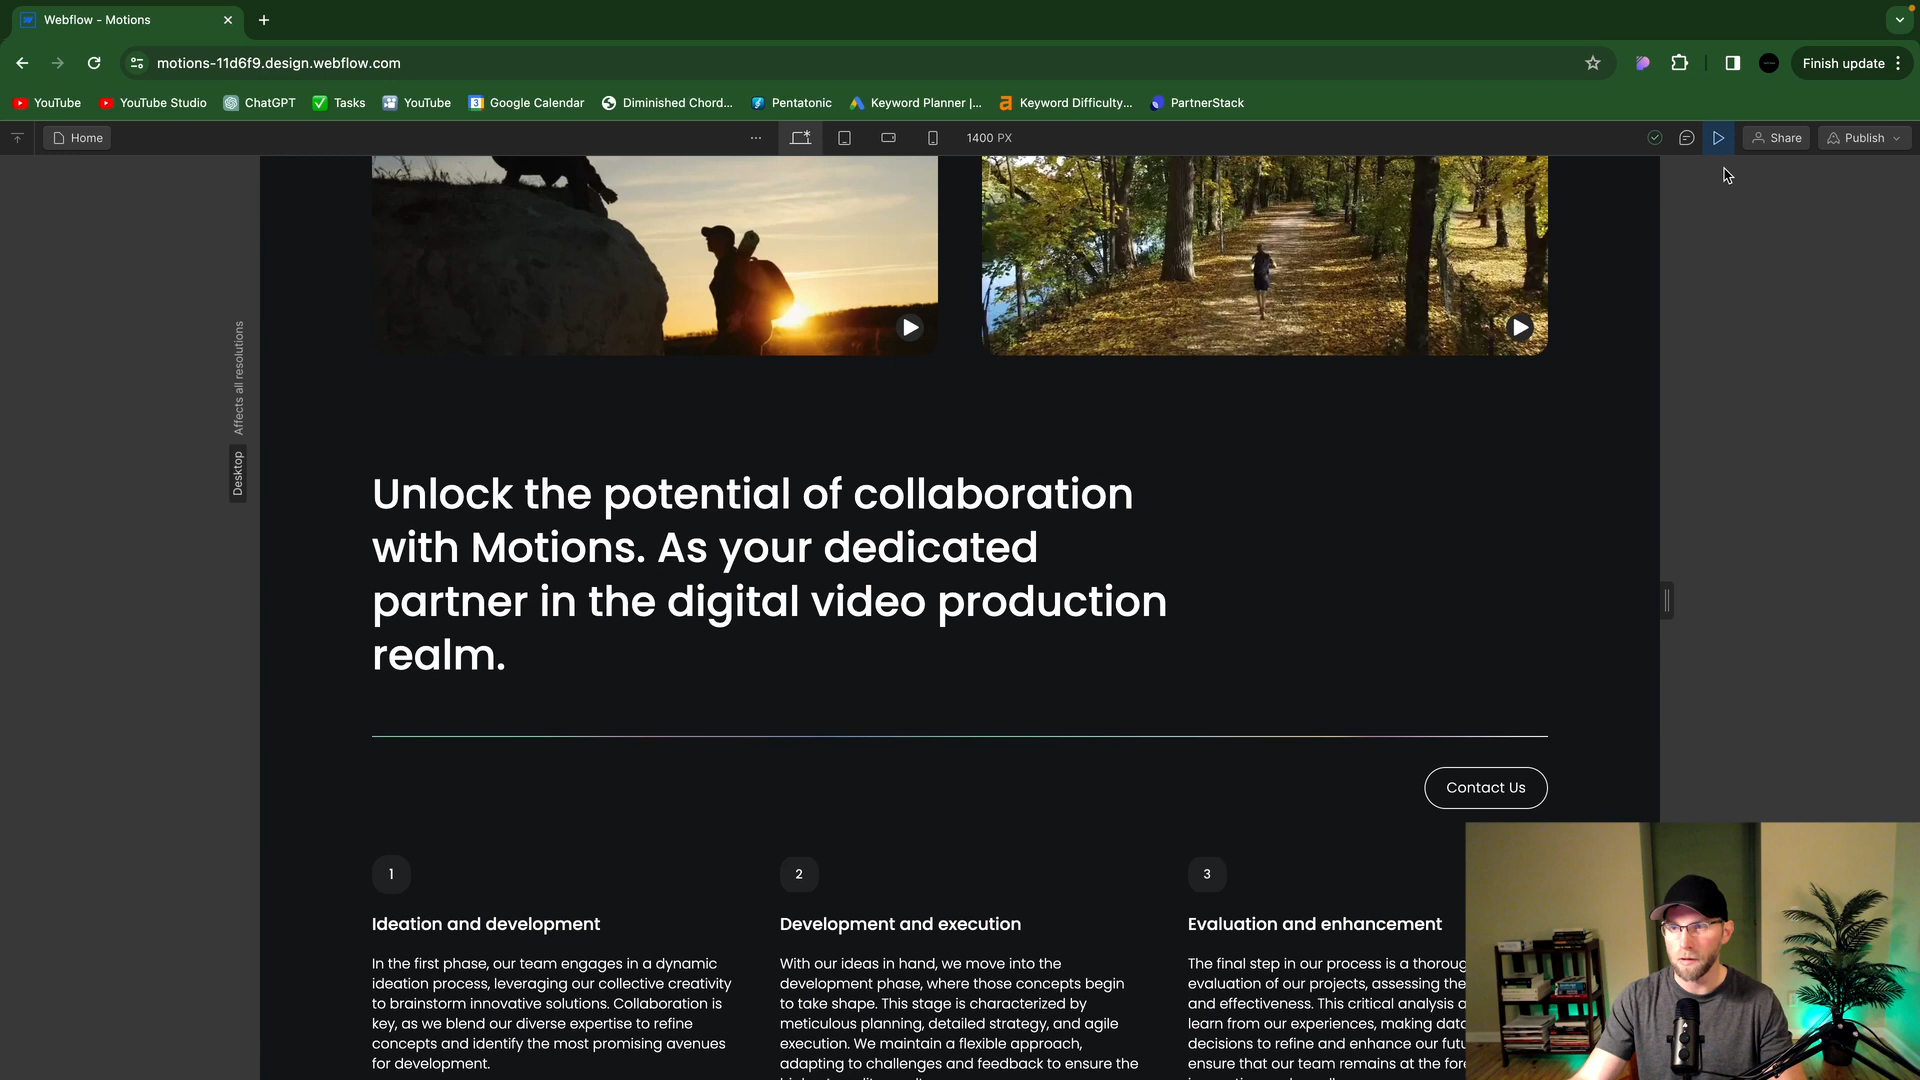 Webflow - Motions
motions-11d6f9.design.webflow.com
Finish update
YouTube
YouTube Studio
ChatGPT
Tasks
YouTube
3
Google Calendar
Diminished Chord...
Pentatonic
Keyword Planner |...
Keyword Difficulty...
PartnerStack
Home
...
1400 PX
Share
Publish
Affects all resolutions
Desktop
Unlock the potential of collaboration
with Motions. As your dedicated
partner in the digital video production
realm.
Contact Us
1
Ideation and development
In the first phase, our team engages in a dynamic
ideation process, leveraging our collective creativity
to brainstorm innovative solutions. Collaboration is
key, as we blend our diverse expertise to refine
concepts and identify the most promising avenues
for development.
2
Development and execution
With our ideas in hand, we move into the
development phase, where those concepts begin
to take shape. This stage is characterized by
meticulous planning, detailed strategy, and agile
execution. We maintain a flexible approach,
adapting to challenges and feedback to ensure the
3
Evaluation and enhancement
The final step in our process is a
evaluation of our projects, assessing
and effectiveness. This critical analysis
learn from our experiences, making
decisions to refine and enhance our
ensure that our team remains at the